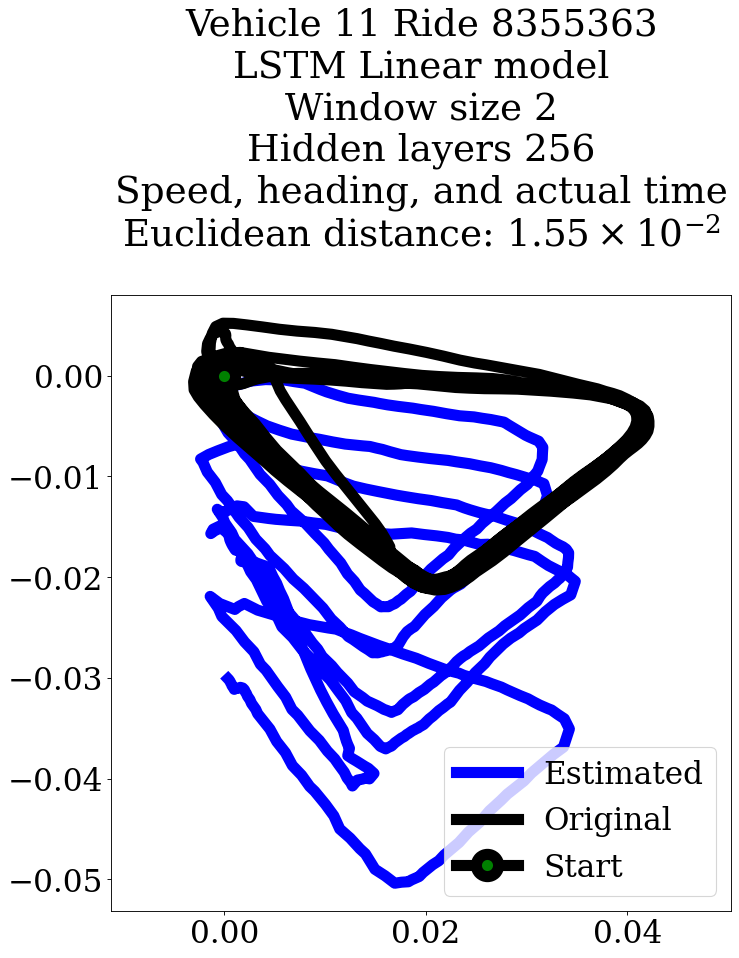 Vehicle 11 Ride 8355363
LSTM Linear model
Window size 2
Hidden layers 256
Speed, heading, and actual time
Euclidean distance: 1.55 × 10⁻²
0.00
−0.01
−0.02
−0.03
−0.04
−0.05
Estimated
Original
Start
0.00 0.02 0.04